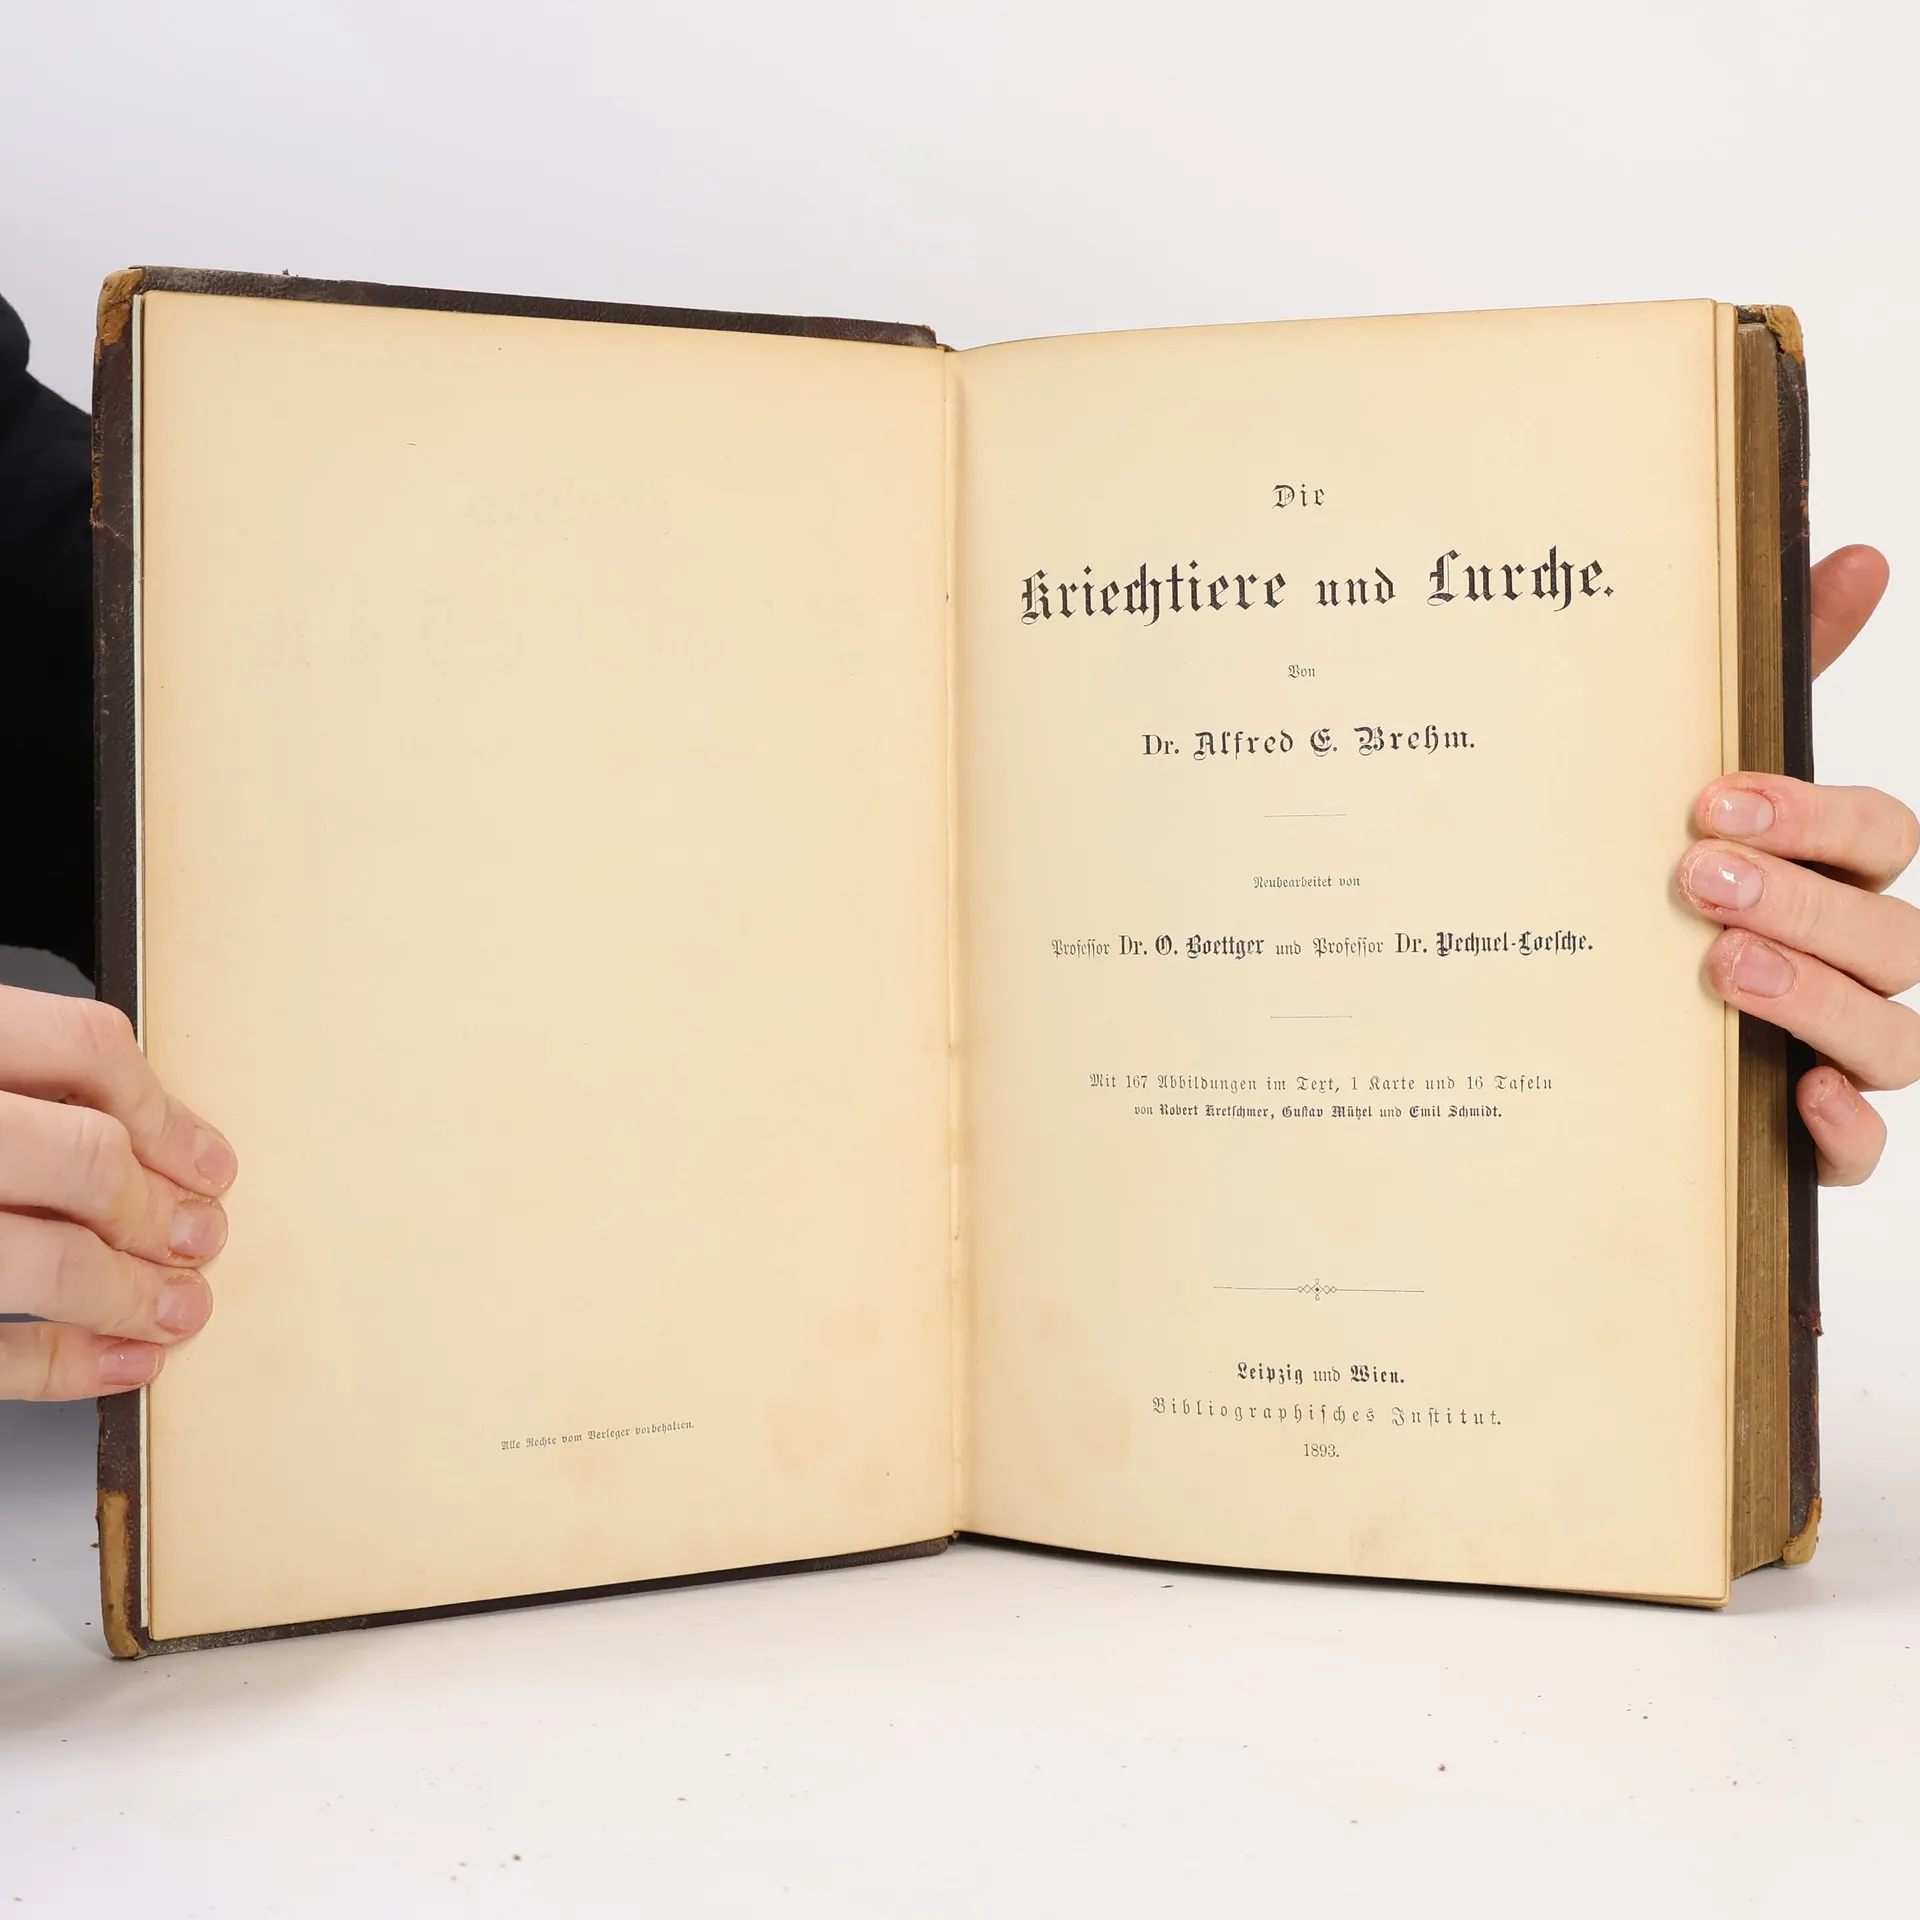 Alle Rechte vom Verleger vorbehalten.
Die
Kriechtiere und Lurche.
Von
Dr. Alfred E. Brehm.
Neubearbeitet von
Professor Dr. O. Boettger und Professor Dr. Pechuel-Loesche.
Mit 167 Abbildungen im Text, 1 Karte und 16 Tafeln
von Robert Kretschmer, Gustav Mützel und Emil Schmidt.
Leipzig und Wien.
Bibliographisches Institut.
1893.